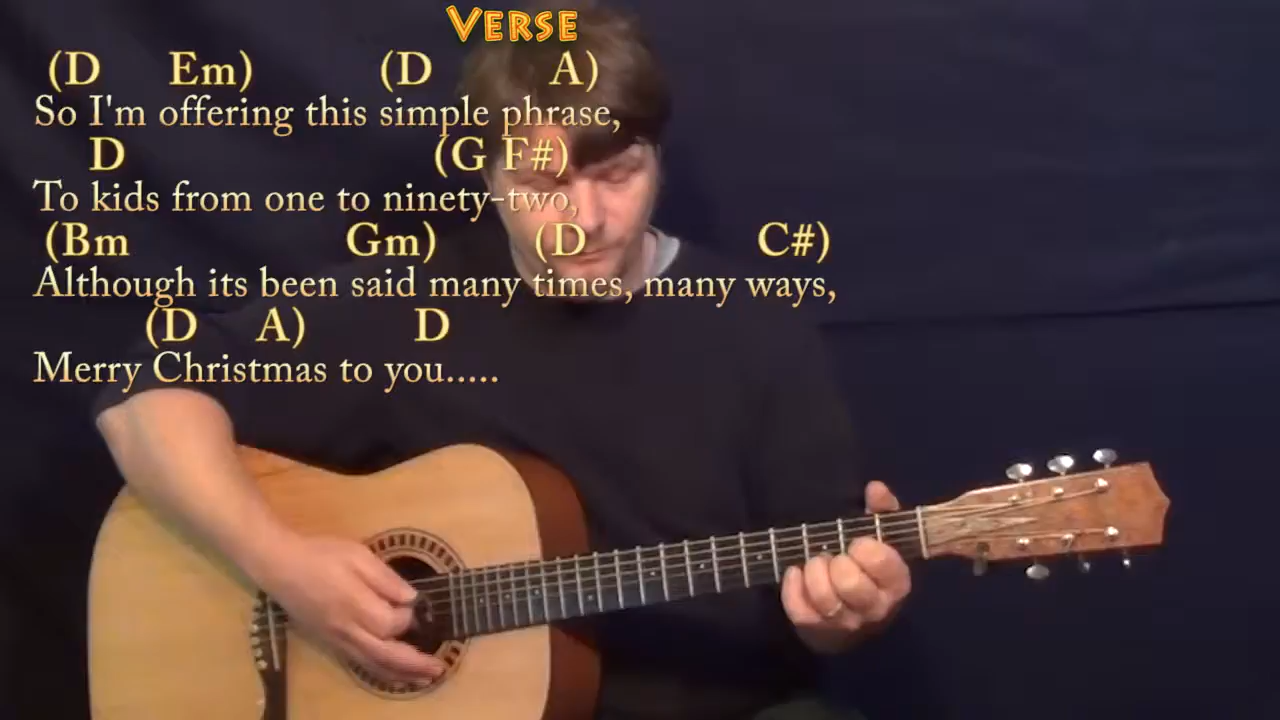 VERSE
(D Em) (D A)
So I'm offering this simple phrase,
D (G F#)
To kids from one to ninety-two,
(Bm Gm) (D C#)
Although its been said many times, many ways,
(D A) D
Merry Christmas to you.....